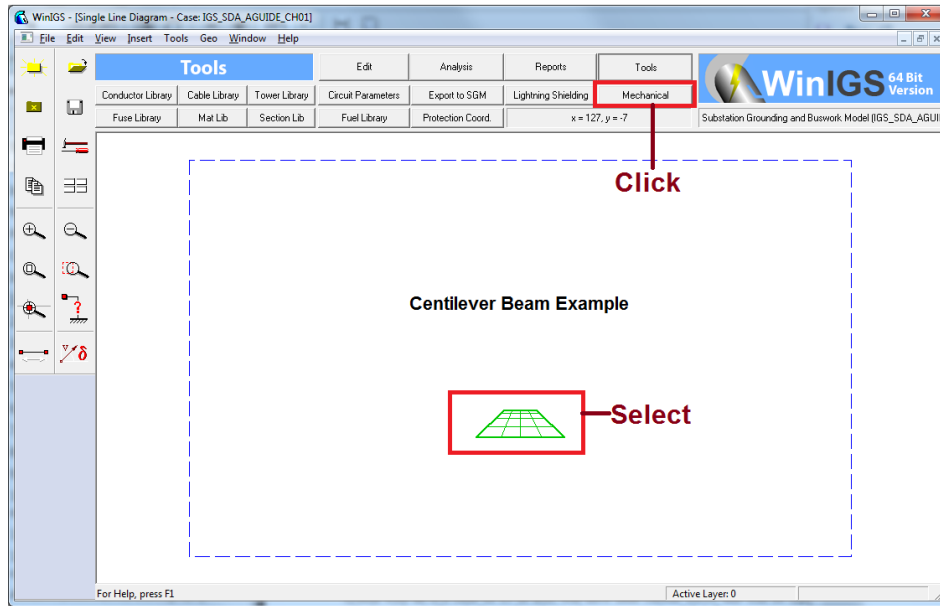 WinIGS - [Single Line Diagram - Case: IGS_SDA_AGUIDE_CH01]
File Edit View Insert Tools Geo Window Help
Tools Edit Analysis Reports Tools
WinIGS 64 Bit Version
Conductor Library Cable Library Tower Library Circuit Parameters Export to SGM Lightning Shielding Mechanical
Fuse Library Mat Lib Section Lib Fuel Library Protection Coord. x = 127, y = -7 Substation Grounding and Buswork Model (IGS_SDA_AGUI
Click
Centilever Beam Example
Select
?
V δ
For Help, press F1 Active Layer: 0